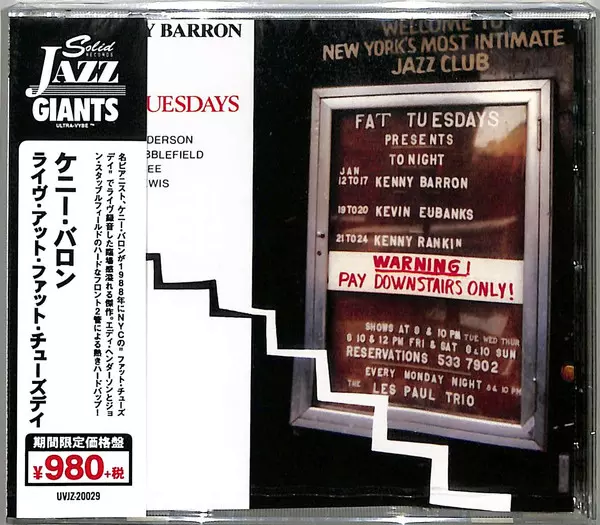 Solid
RECORDS
JAZZ
GIANTS
ULTRA-VYBE™
ケニー・バロン
ライヴ・アット・ファット・チューズデイ
名ピアニスト、ケニー・バロンが1988年にNYCの"ファット・チューズ
デイ"でライヴ録音した臨場感溢れる傑作。エディ・ヘンダーソンとジョ
ン・スタッブルフィールドのハードなフロント2管による熱きハードバップ!
期間限定価格盤
¥980+税
UVJZ-20029
Y BARRON
UESDAYS
DERSON
BBLEFIELD
EE
WIS
WELCOME TO
NEW YORK'S MOST INTIMATE
JAZZ CLUB
FAT TUESDAYS
PRESENTS
TONIGHT
JAN
12 TO 17 KENNY BARRON
19 TO 20 KEVIN EUBANKS
21 TO 24 KENNY RANKIN
WARNING!
PAY DOWNSTAIRS ONLY!
SHOWS AT 8 & 10 PM TUE WED THUR
8 10 & 12 PM FRI & SAT 8 & 10 SUN
RESERVATIONS 533 7902
EVERY MONDAY NIGHT 8 & 10 PM
THE LES PAUL TRIO